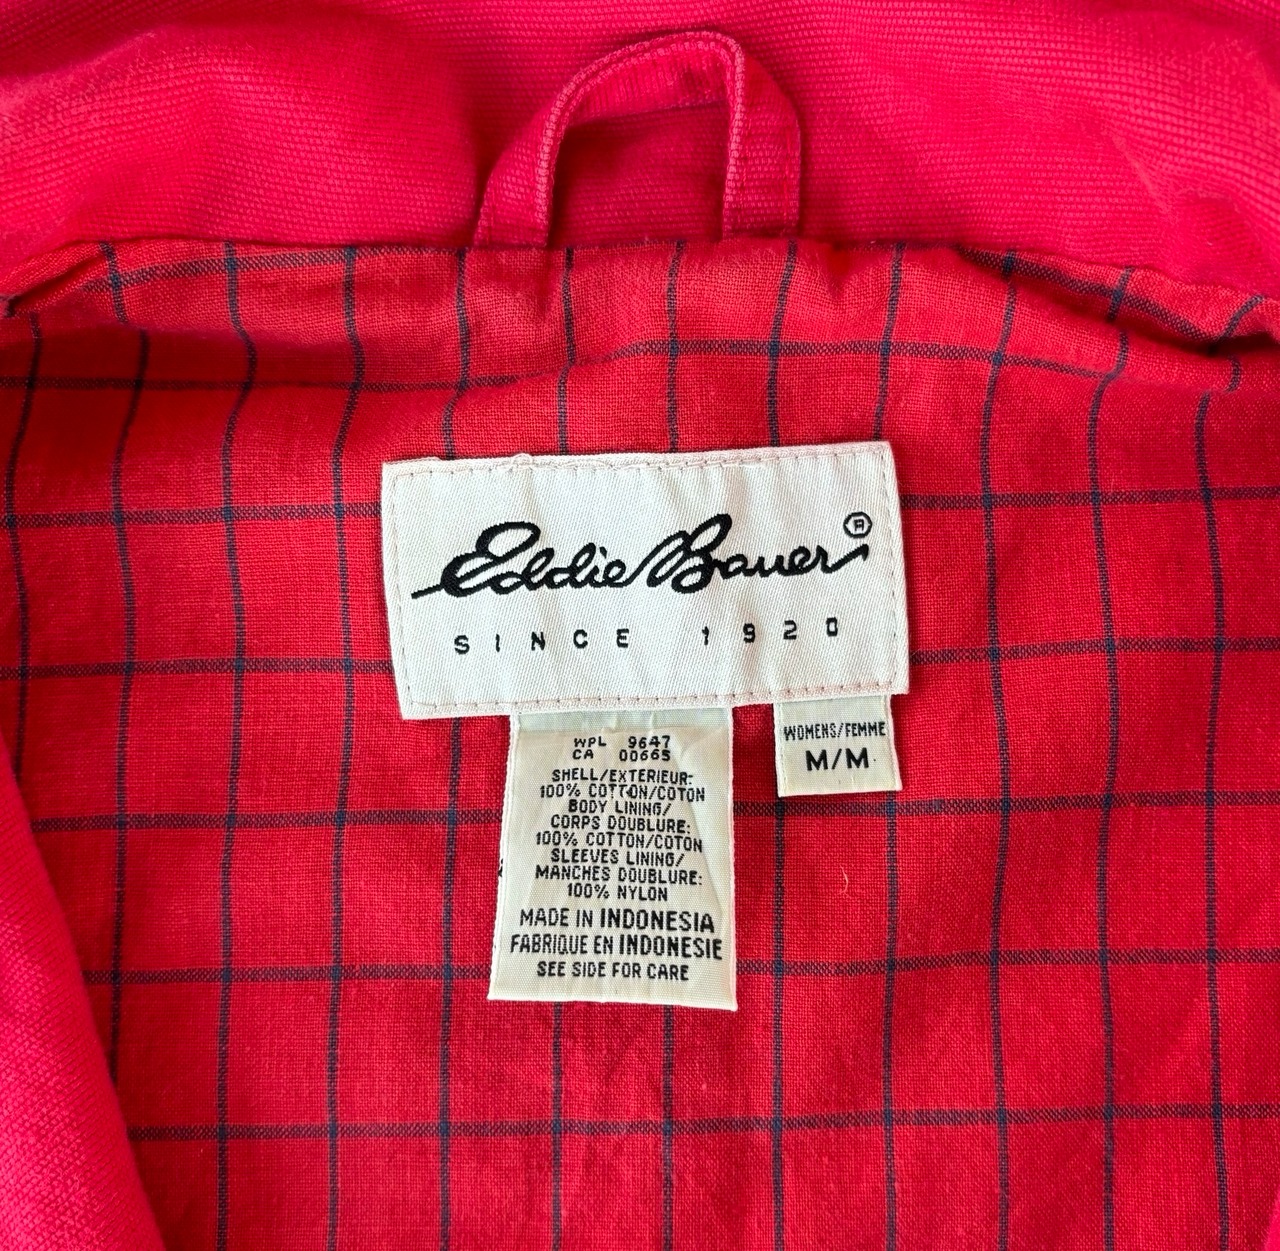 Eddie Bauer ®
SINCE 1920
WPL 9647
CA 00665
SHELL/EXTERIEUR:
100% COTTON/COTON
BODY LINING/
CORPS DOUBLURE:
100% COTTON/COTON
SLEEVES LINING/
MANCHES DOUBLURE:
100% NYLON
MADE IN INDONESIA
FABRIQUE EN INDONESIE
SEE SIDE FOR CARE
WOMENS/FEMME
M/M